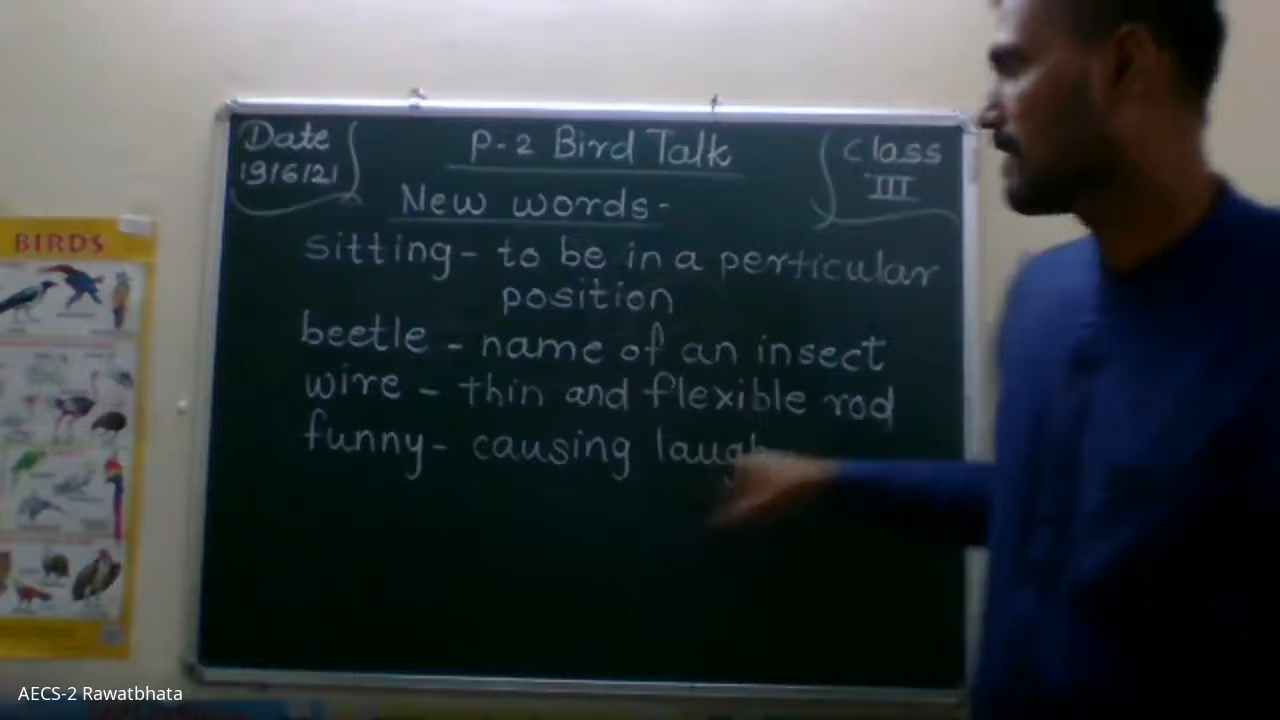 Date
19/6/21
P-2 Bird Talk
Class
III
New words-
sitting - to be in a perticular
position
beetle - name of an insect
wire - thin and flexible rod
funny - causing
BIRDS
AECS-2 Rawatbhata